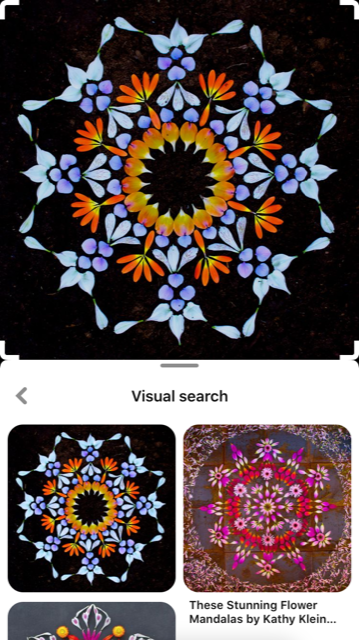 Visual search
These Stunning Flower
Mandalas by Kathy Klein...